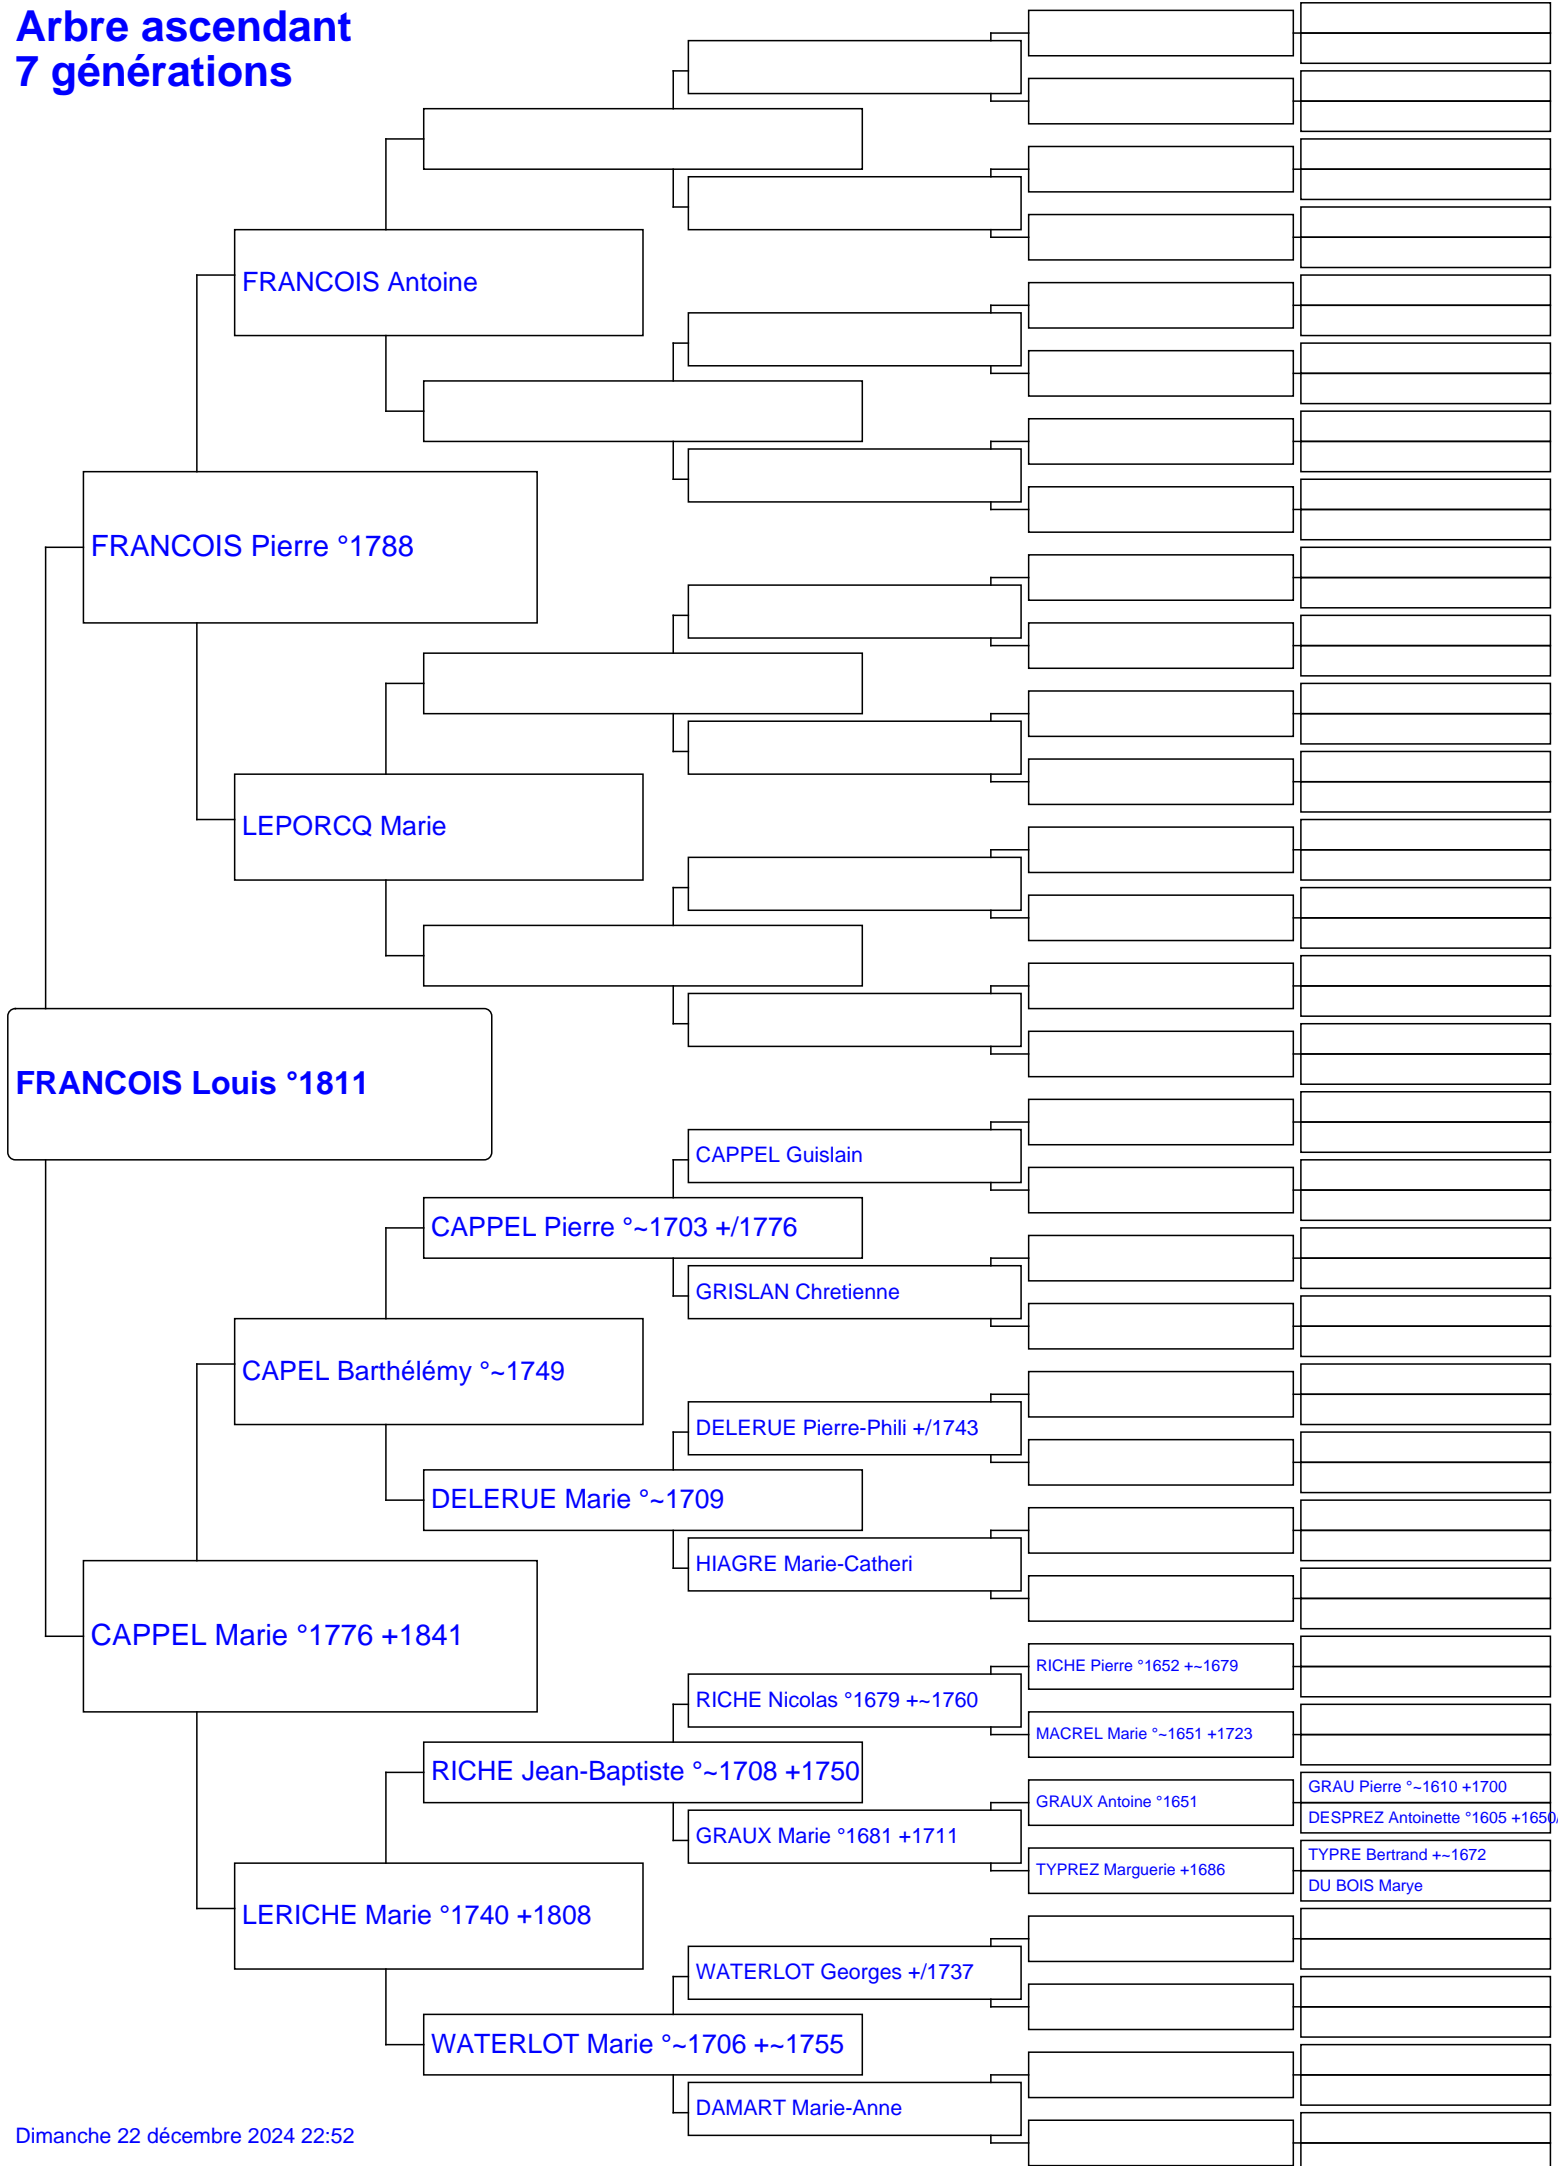 Arbre ascendant
7 générations
FRANCOIS Antoine
FRANCOIS Pierre °1788
LEPORCQ Marie
FRANCOIS Louis °1811
CAPPEL Guislain
CAPPEL Pierre °~1703 +/1776
GRISLAN Chretienne
CAPEL Barthélémy °~1749
DELERUE Pierre-Phili +/1743
DELERUE Marie °~1709
HIAGRE Marie-Catheri
CAPPEL Marie °1776 +1841
RICHE Pierre °1652 +~1679
RICHE Nicolas °1679 +~1760
MACREL Marie °~1651 +1723
RICHE Jean-Baptiste °~1708 +1750
GRAU Pierre °~1610 +1700
GRAUX Antoine °1651
DESPREZ Antoinette °1605 +1650/
GRAUX Marie °1681 +1711
TYPRE Bertrand +~1672
TYPREZ Marguerie +1686
DU BOIS Marye
LERICHE Marie °1740 +1808
WATERLOT Georges +/1737
WATERLOT Marie °~1706 +~1755
DAMART Marie-Anne
Dimanche 22 décembre 2024 22:52